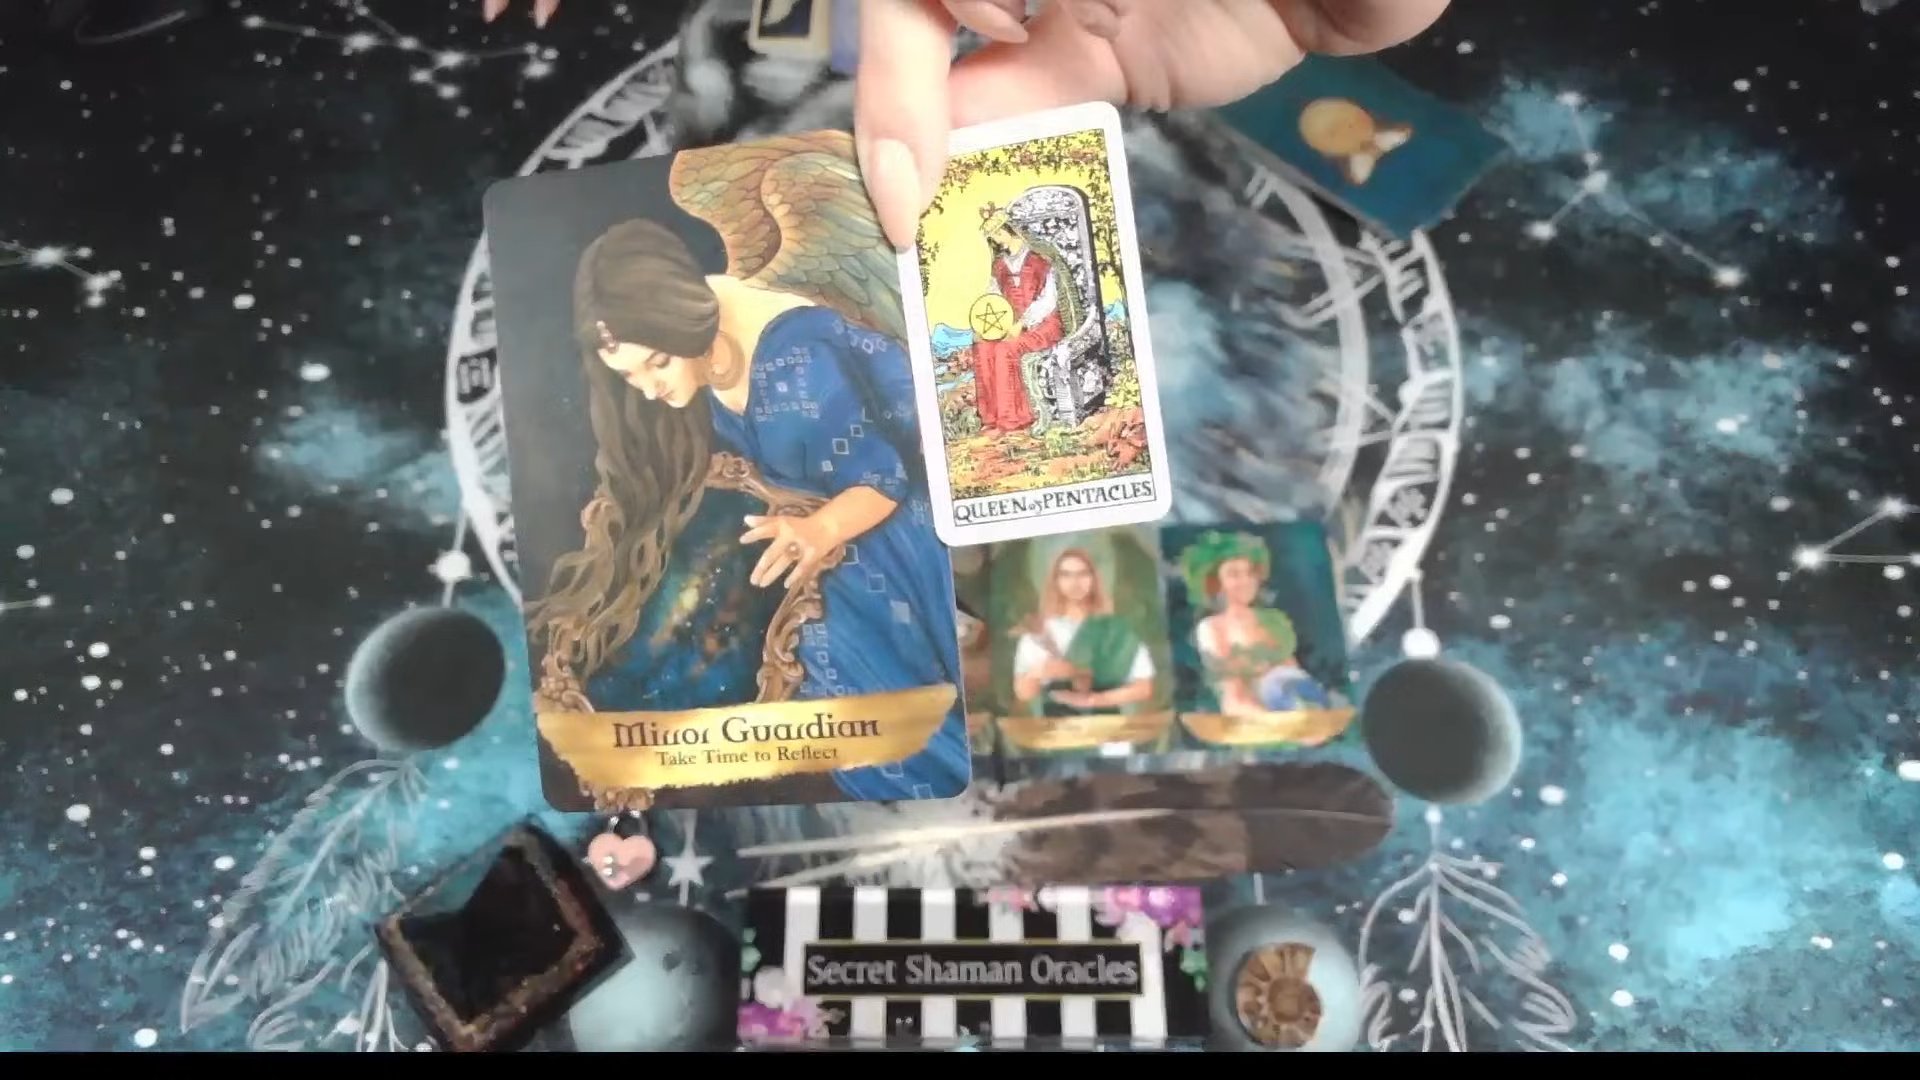 QUEEN of PENTACLES
Mirror Guardian
Take Time to Reflect
Secret Shaman Oracles